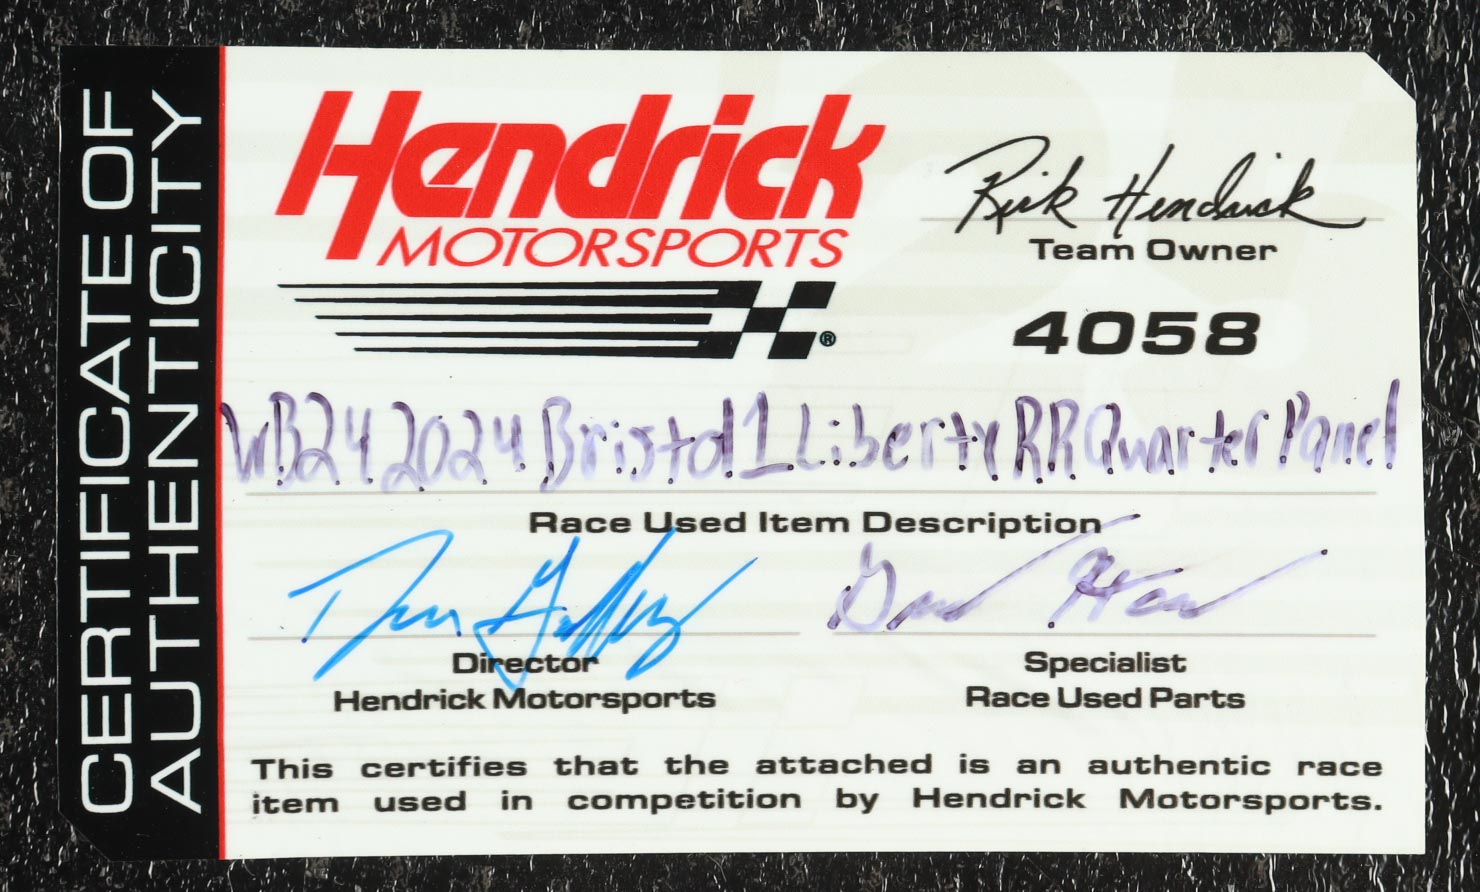 CERTIFICATE OF
AUTHENTICITY
Hendrick
MOTORSPORTS
®
Rick Hendrick
Team Owner
4058
WB24 2024 Bristol 1 Liberty RR Quarter Panel
Race Used Item Description
Director
Hendrick Motorsports
Specialist
Race Used Parts
This certifies that the attached is an authentic race
item used in competition by Hendrick Motorsports.